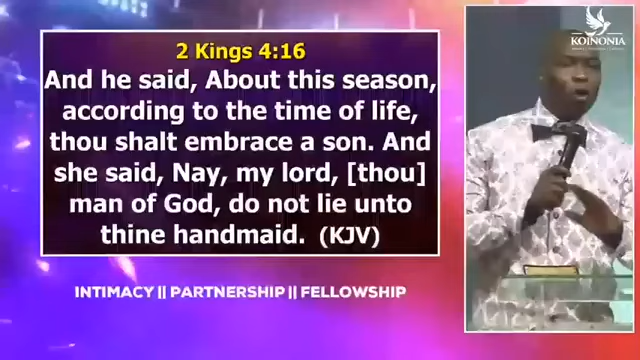 2 Kings 4:16
And he said, About this season,
according to the time of life,
thou shalt embrace a son. And
she said, Nay, my lord, [thou]
man of God, do not lie unto
thine handmaid. (KJV)
INTIMACY || PARTNERSHIP || FELLOWSHIP
KOINONIA